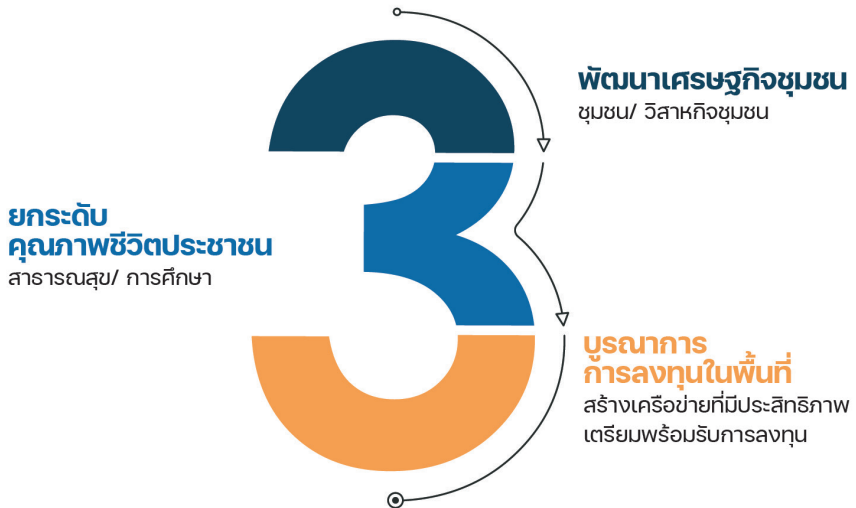 3
พัฒนาเศรษฐกิจชุมชน
ชุมชน/ วิสาหกิจชุมชน
ยกระดับ
คุณภาพชีวิตประชาชน
สาธารณสุข/ การศึกษา
บูรณาการ
การลงทุนในพื้นที่
สร้างเครือข่ายที่มีประสิทธิภาพ
เตรียมพร้อมรับการลงทุน